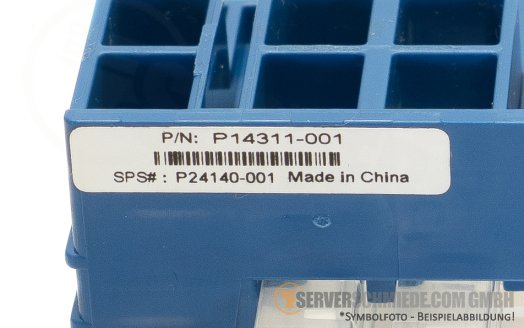 P/N: P14311-001
SPS# : P24140-001 Made in China
SERVERSCHMIEDE.COM GMBH
*SYMBOLFOTO - BEISPIELABBILDUNG!